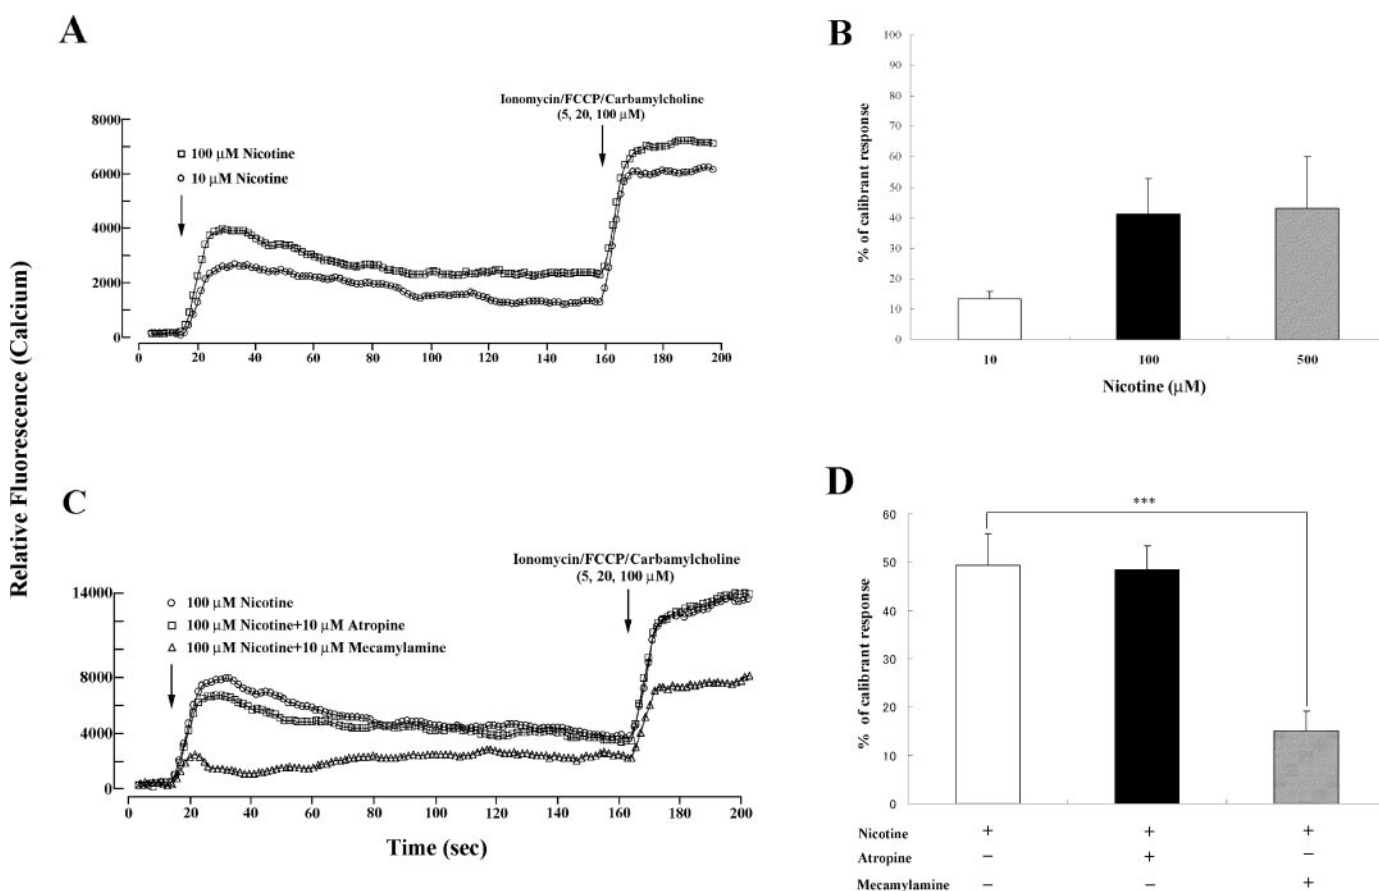 A
Ionomycin/FCCP/Carbamylcholine
(5, 20, 100 µM)
8000
6000
4000
2000
0
100 µM Nicotine
10 µM Nicotine
0 20 40 60 80 100 120 140 160 180 200
B
% of calibrant response
100
90
80
70
60
50
40
30
20
10
0
10 100 500
Nicotine (µM)
Relative Fluorescence (Calcium)
C
Ionomycin/FCCP/Carbamylcholine
(5, 20, 100 µM)
14000
8000
4000
0
100 µM Nicotine
100 µM Nicotine+10 µM Atropine
100 µM Nicotine+10 µM Mecamylamine
0 20 40 60 80 100 120 140 160 180 200
Time (sec)
D
***
% of calibrant response
60
50
40
30
20
10
0
Nicotine + + +
Atropine − + −
Mecamylamine − − +